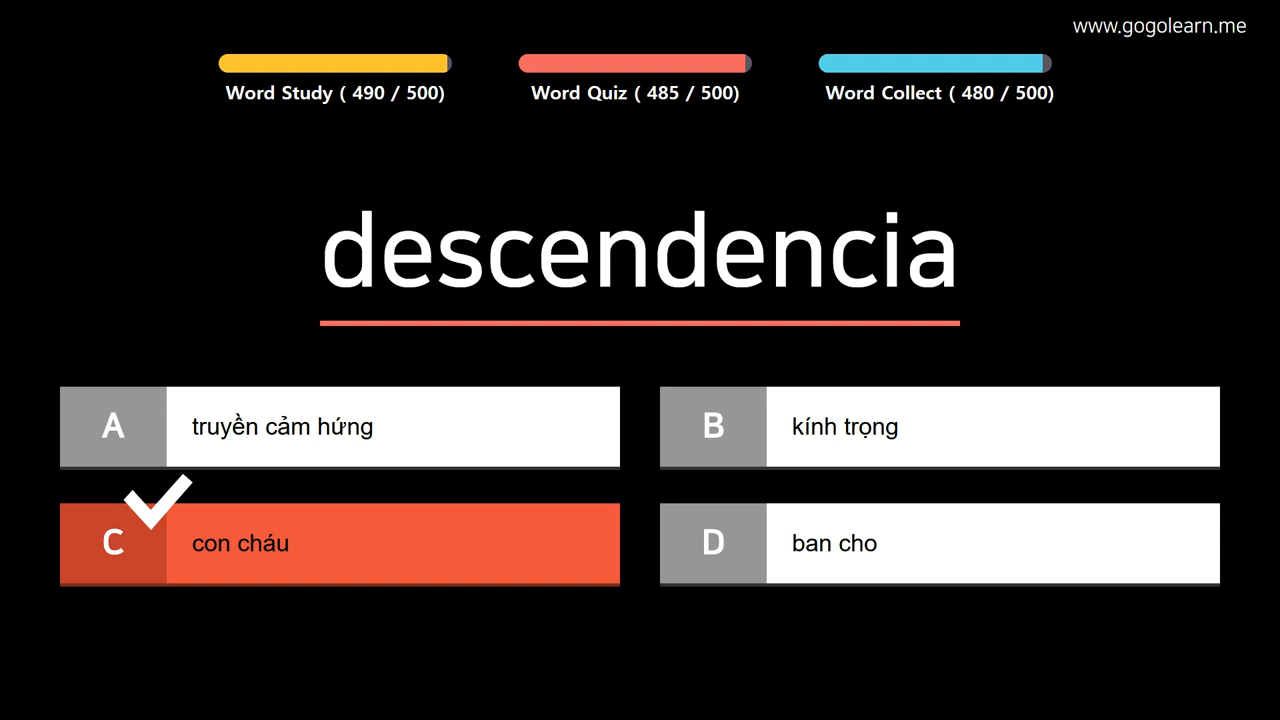 www.gogolearn.me
Word Study ( 490 / 500)
Word Quiz ( 485 / 500)
Word Collect ( 480 / 500)
descendencia
A truyền cảm hứng
B kính trọng
C con cháu
D ban cho